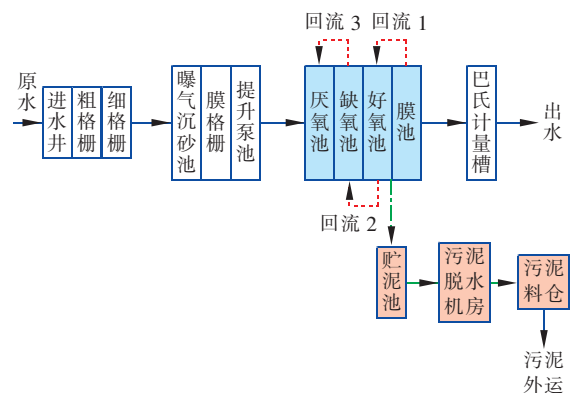 回流 3
回流 1
原水
进水井
粗格栅
细格栅
曝气沉砂池
膜格栅
提升泵池
厌氧池
缺氧池
好氧池
膜池
巴氏计量槽
出水
回流 2
贮泥池
污泥
脱水
机房
污泥
料仓
污泥
外运